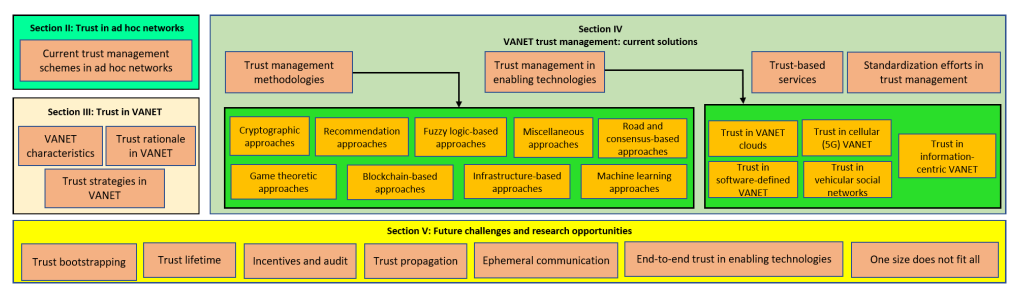 Section II: Trust in ad hoc networks
Current trust management
schemes in ad hoc networks
Section III: Trust in VANET
VANET
characteristics
Trust rationale
in VANET
Trust strategies in
VANET
Section IV
VANET trust management: current solutions
Trust management
methodologies
Trust management in
enabling technologies
Trust-based
services
Standardization efforts in
trust management
Cryptographic
approaches
Recommendation
approaches
Fuzzy logic-based
approaches
Miscellaneous
approaches
Road and
consensus-based
approaches
Game theoretic
approaches
Blockchain-based
approaches
Infrastructure-based
approaches
Machine learning
approaches
Trust in VANET
clouds
Trust in cellular
(5G) VANET
Trust in
information-
centric VANET
Trust in
software-defined
VANET
Trust in
vehicular social
networks
Section V: Future challenges and research opportunities
Trust bootstrapping
Trust lifetime
Incentives and audit
Trust propagation
Ephemeral communication
End-to-end trust in enabling technologies
One size does not fit all